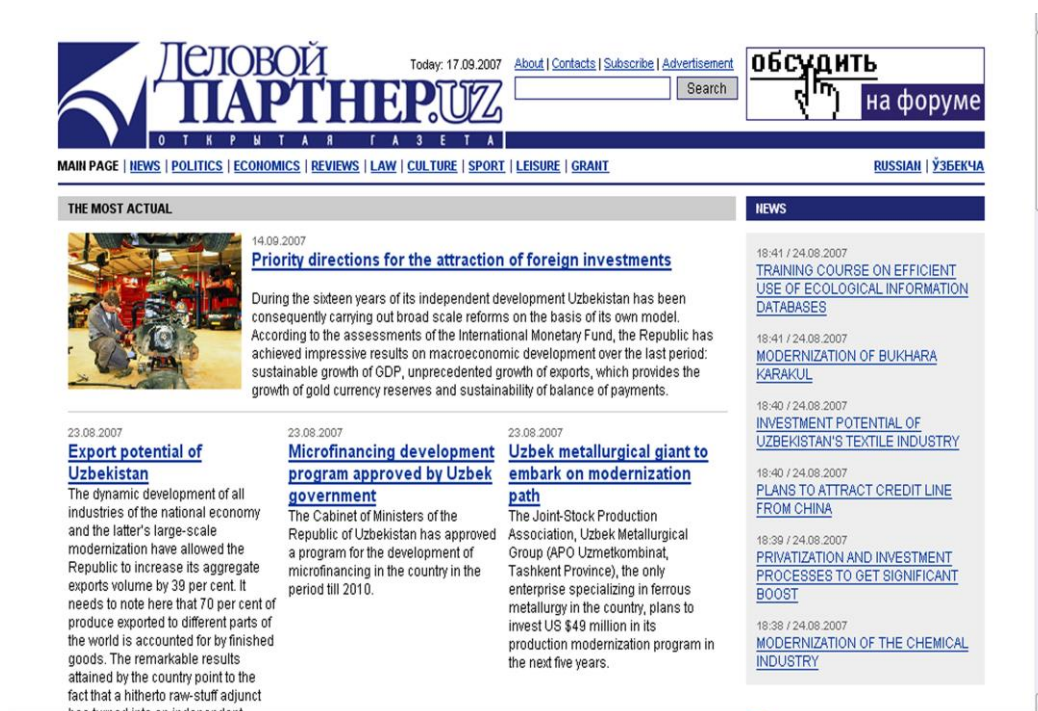 Деловой
ПАРТНЕР.UZ
ОТКРЫТАЯ ГАЗЕТА
Today: 17.09.2007
About | Contacts | Subscribe | Advertisement
Search
обсудить
на форуме
MAIN PAGE | NEWS | POLITICS | ECONOMICS | REVIEWS | LAW | CULTURE | SPORT | LEISURE | GRANT
RUSSIAN | ЎЗБЕКЧА
THE MOST ACTUAL
14.09.2007
Priority directions for the attraction of foreign investments
During the sixteen years of its independent development Uzbekistan has been
consequently carrying out broad scale reforms on the basis of its own model.
According to the assessments of the International Monetary Fund, the Republic has
achieved impressive results on macroeconomic development over the last period:
sustainable growth of GDP, unprecedented growth of exports, which provides the
growth of gold currency reserves and sustainability of balance of payments.
23.08.2007
Export potential of
Uzbekistan
The dynamic development of all
industries of the national economy
and the latter's large-scale
modernization have allowed the
Republic to increase its aggregate
exports volume by 39 per cent. It
needs to note here that 70 per cent of
produce exported to different parts of
the world is accounted for by finished
goods. The remarkable results
attained by the country point to the
fact that a hitherto raw-stuff adjunct
has turned into an independent
23.08.2007
Microfinancing development
program approved by Uzbek
government
The Cabinet of Ministers of the
Republic of Uzbekistan has approved
a program for the development of
microfinancing in the country in the
period till 2010.
23.08.2007
Uzbek metallurgical giant to
embark on modernization
path
The Joint-Stock Production
Association, Uzbek Metallurgical
Group (APO Uzmetkombinat,
Tashkent Province), the only
enterprise specializing in ferrous
metallurgy in the country, plans to
invest US $49 million in its
production modernization program in
the next five years.
NEWS
18:41 / 24.08.2007
TRAINING COURSE ON EFFICIENT
USE OF ECOLOGICAL INFORMATION
DATABASES
18:41 / 24.08.2007
MODERNIZATION OF BUKHARA
KARAKUL
18:40 / 24.08.2007
INVESTMENT POTENTIAL OF
UZBEKISTAN'S TEXTILE INDUSTRY
18:40 / 24.08.2007
PLANS TO ATTRACT CREDIT LINE
FROM CHINA
18:39 / 24.08.2007
PRIVATIZATION AND INVESTMENT
PROCESSES TO GET SIGNIFICANT
BOOST
18:38 / 24.08.2007
MODERNIZATION OF THE CHEMICAL
INDUSTRY